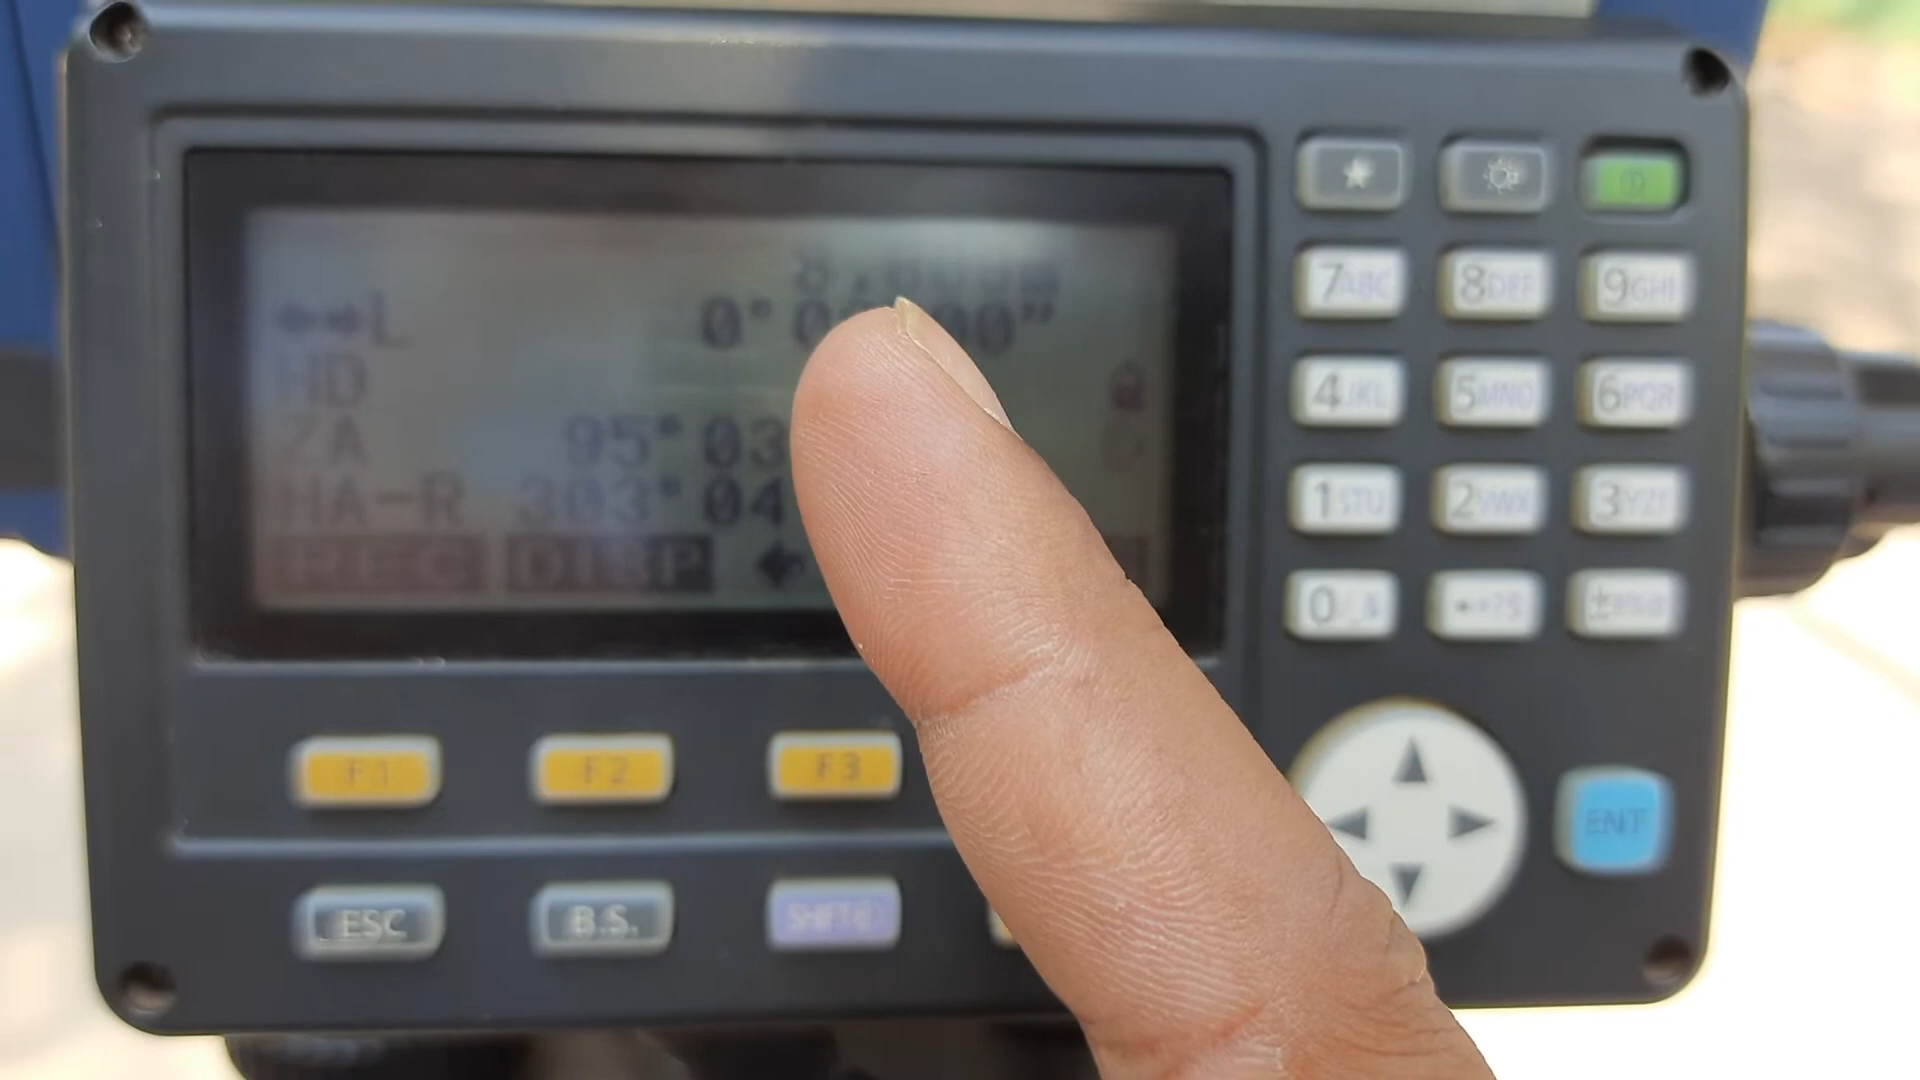 L 0° 0 00"
HD
ZA 95° 03
HA-R 303° 04
REC DISP
7ABC 8DEF 9GHI
4JKL 5MNO 6PQR
1STU 2VWX 3YZ
0
F1 F2 F3
ENT
ESC B.S. SHIFT